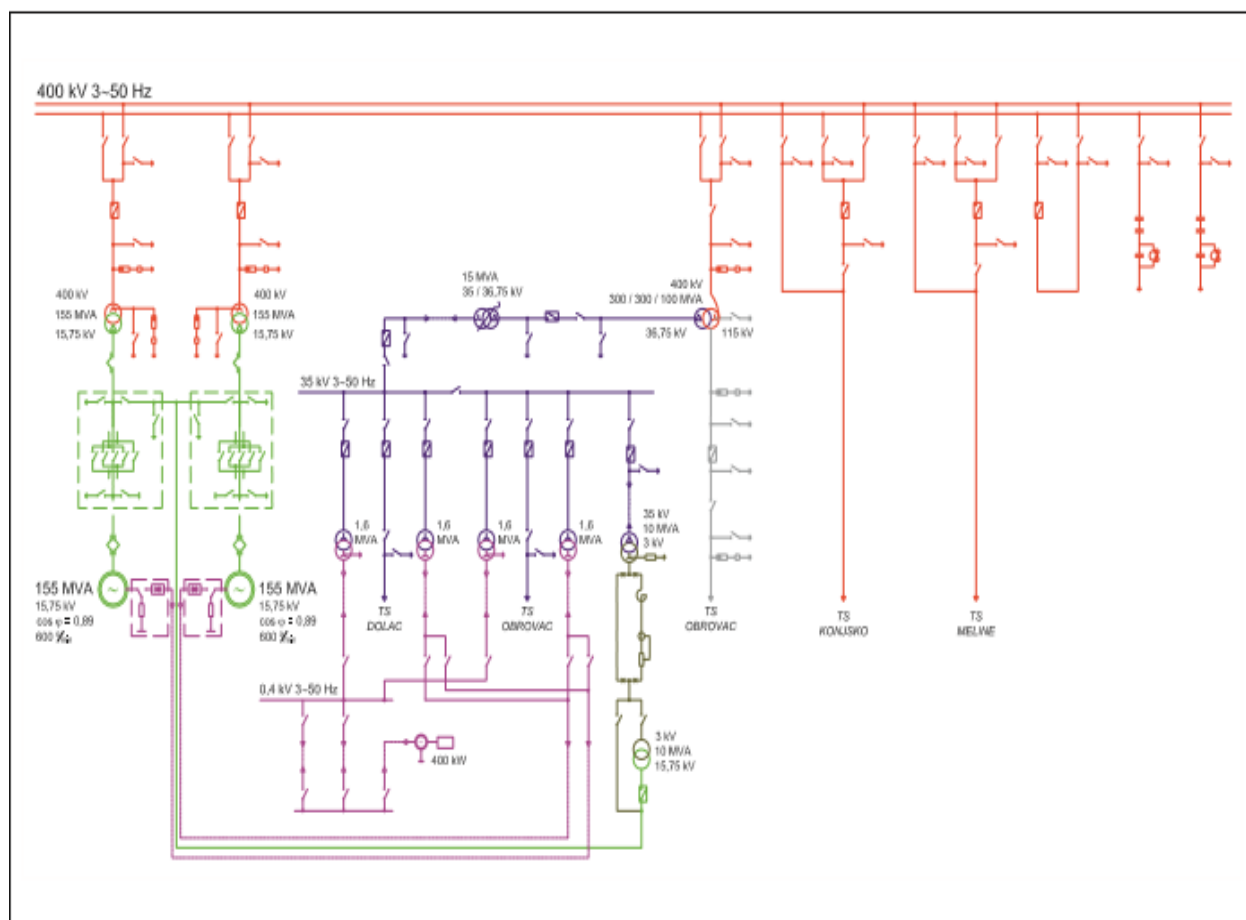 400 kV 3~50 Hz
400 kV
155 MVA
15,75 kV
400 kV
155 MVA
15,75 kV
15 MVA
35 / 36,75 kV
400 kV
300 / 300 / 100 MVA
36,75 kV
115 kV
35 kV 3~50 Hz
1,6
MVA
1,6
MVA
1,6
MVA
1,6
MVA
35 kV
10 MVA
3 kV
155 MVA
15,75 kV
cos φ = 0,89
600
155 MVA
15,75 kV
cos φ = 0,89
600
TS
DOLAC
TS
OBROVAC
TS
OBROVAC
TS
KONJSKO
TS
MELINE
0,4 kV 3~50 Hz
400 kW
3 kV
10 MVA
15,75 kV